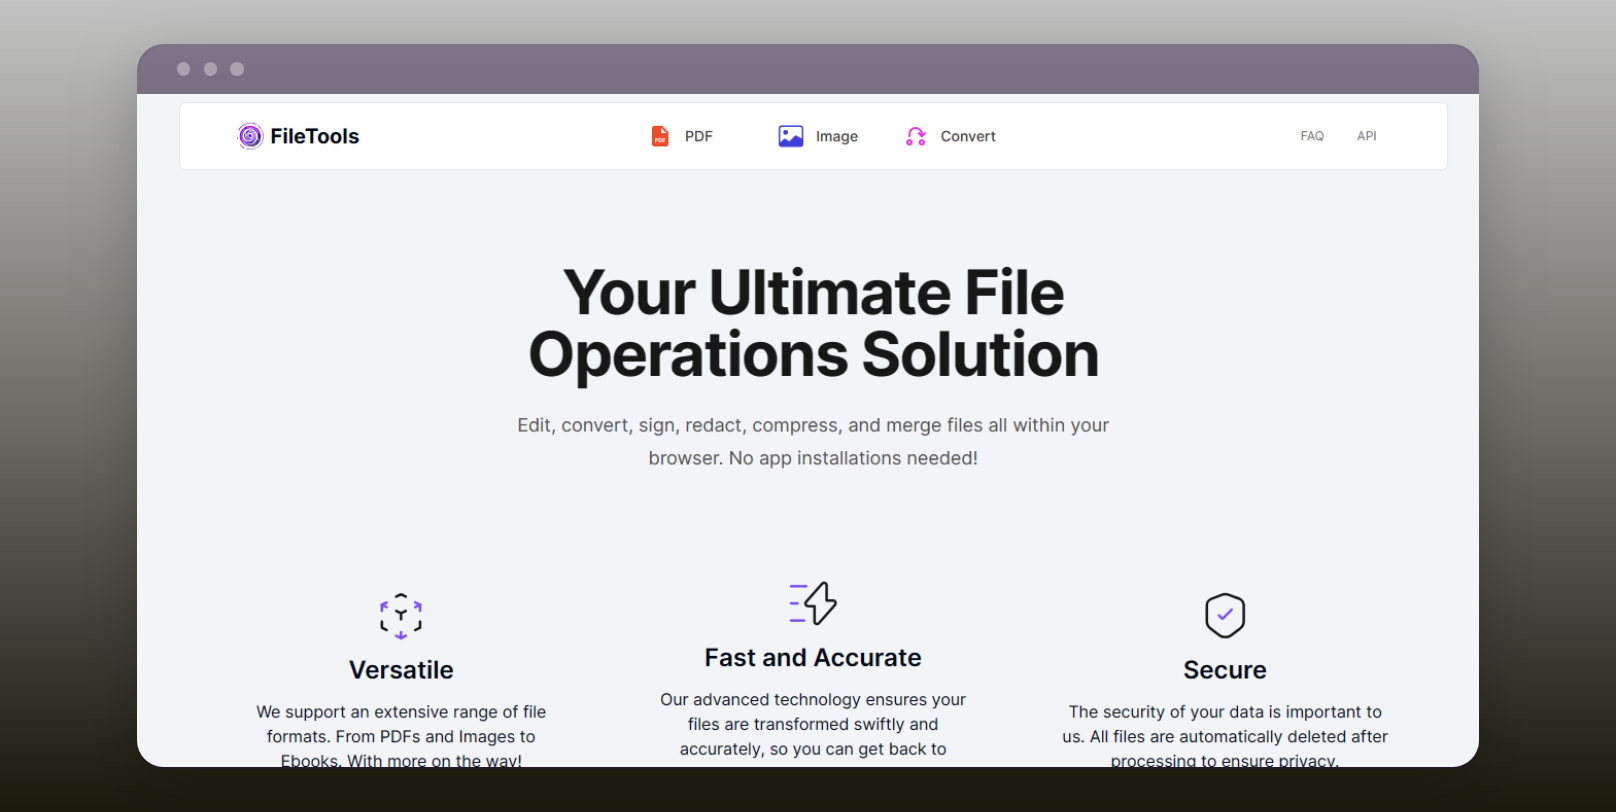 FileTools
PDF
PDF
Image
Convert
FAQ
API
Your Ultimate File
Operations Solution
Edit, convert, sign, redact, compress, and merge files all within your
browser. No app installations needed!
Versatile
We support an extensive range of file
formats. From PDFs and Images to
Ebooks. With more on the way!
Fast and Accurate
Our advanced technology ensures your
files are transformed swiftly and
accurately, so you can get back to
Secure
The security of your data is important to
us. All files are automatically deleted after
processing to ensure privacy.